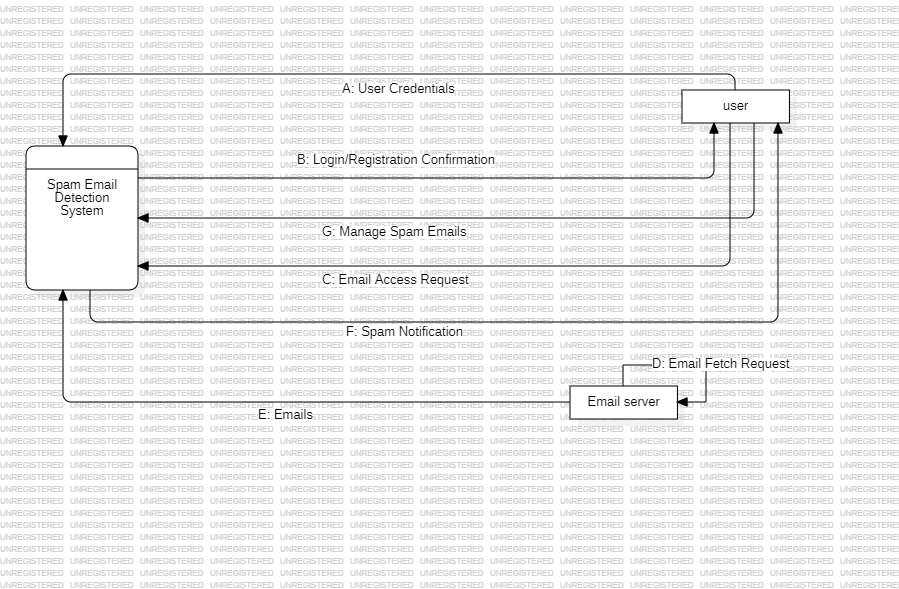 A: User Credentials
user
B: Login/Registration Confirmation
Spam Email
Detection
System
G: Manage Spam Emails
C: Email Access Request
F: Spam Notification
D: Email Fetch Request
Email server
E: Emails
UNREGISTERED